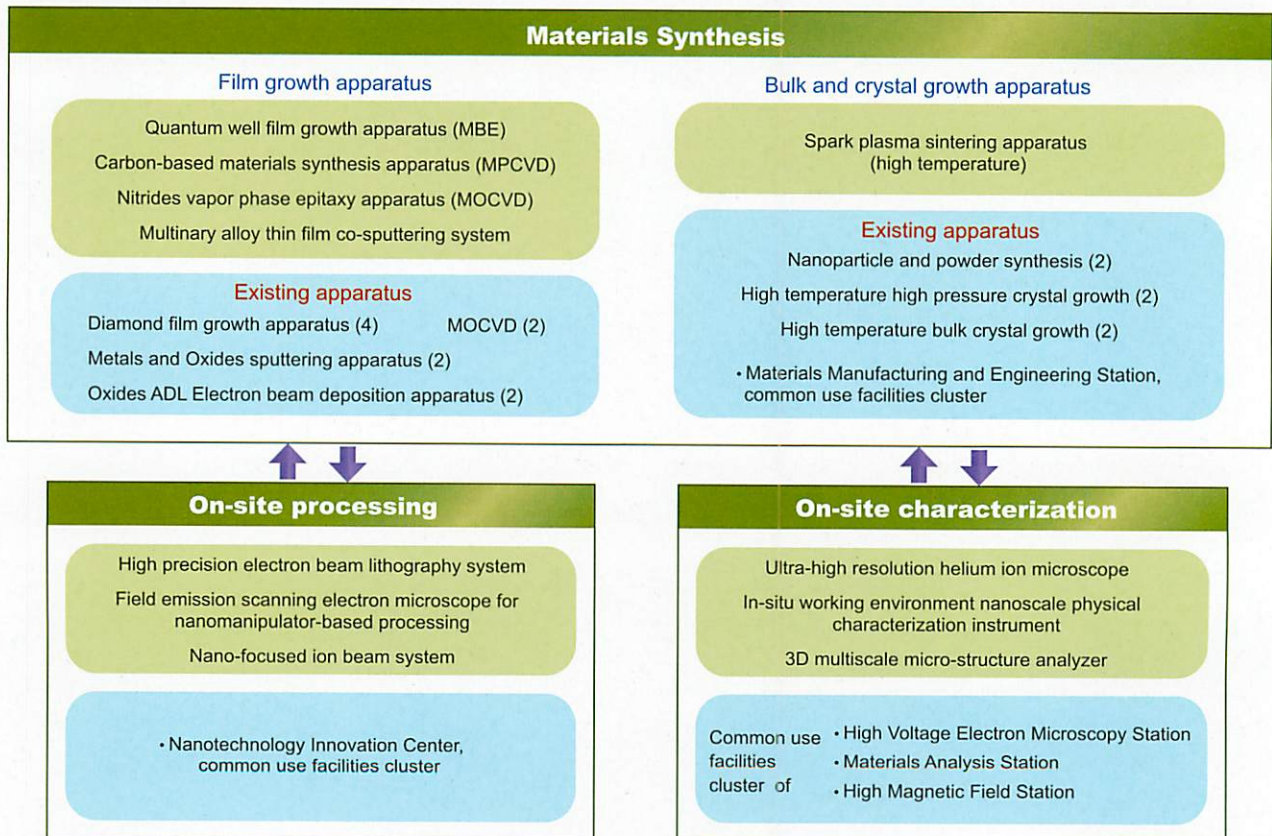 Materials Synthesis
Film growth apparatus
Quantum well film growth apparatus (MBE)
Carbon-based materials synthesis apparatus (MPCVD)
Nitrides vapor phase epitaxy apparatus (MOCVD)
Multinary alloy thin film co-sputtering system
Existing apparatus
Diamond film growth apparatus (4) MOCVD (2)
Metals and Oxides sputtering apparatus (2)
Oxides ADL Electron beam deposition apparatus (2)
Bulk and crystal growth apparatus
Spark plasma sintering apparatus
(high temperature)
Existing apparatus
Nanoparticle and powder synthesis (2)
High temperature high pressure crystal growth (2)
High temperature bulk crystal growth (2)
• Materials Manufacturing and Engineering Station,
common use facilities cluster
On-site processing
High precision electron beam lithography system
Field emission scanning electron microscope for
nanomanipulator-based processing
Nano-focused ion beam system
• Nanotechnology Innovation Center,
common use facilities cluster
On-site characterization
Ultra-high resolution helium ion microscope
In-situ working environment nanoscale physical
characterization instrument
3D multiscale micro-structure analyzer
Common use
facilities
cluster of
• High Voltage Electron Microscopy Station
• Materials Analysis Station
• High Magnetic Field Station